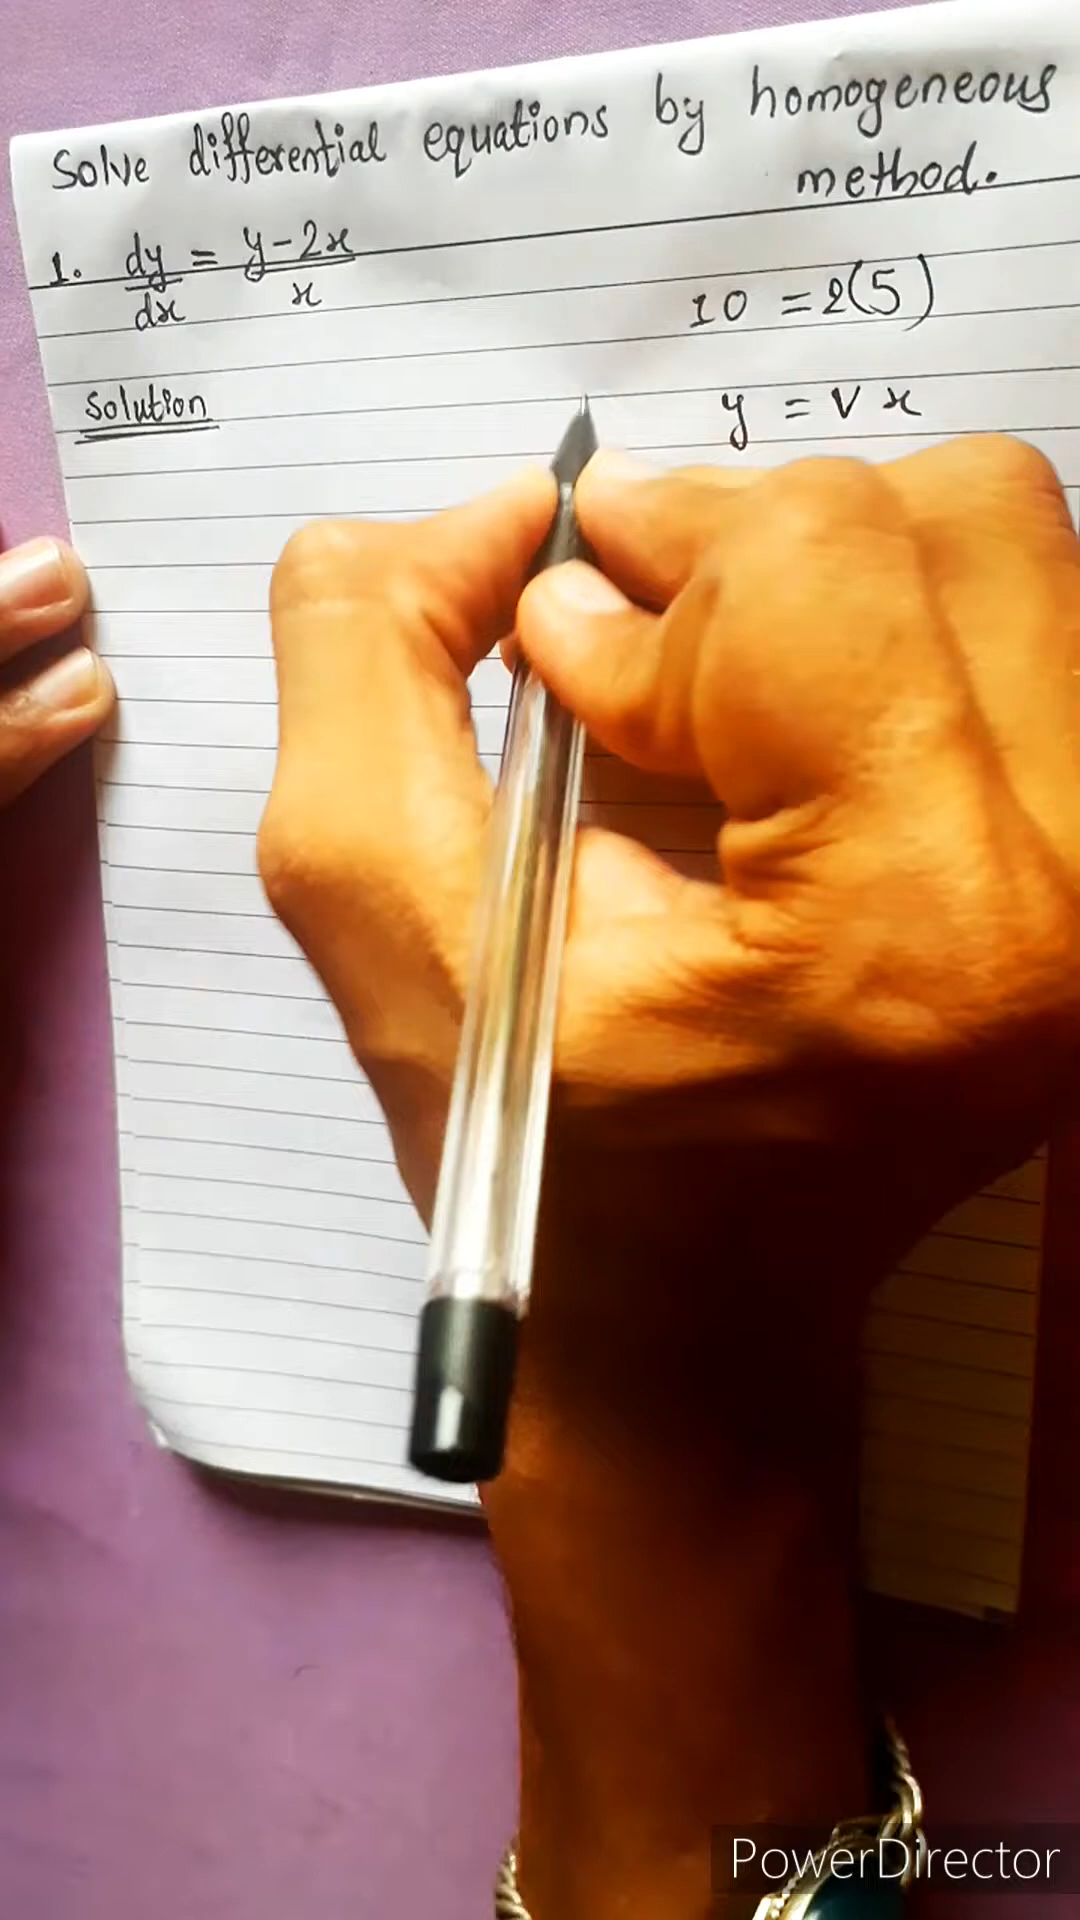 Solve differential equations by homogeneous
method.
1. dy/dx = y-2x/x
10 = 2(5)
Solution
y = vx
PowerDirector